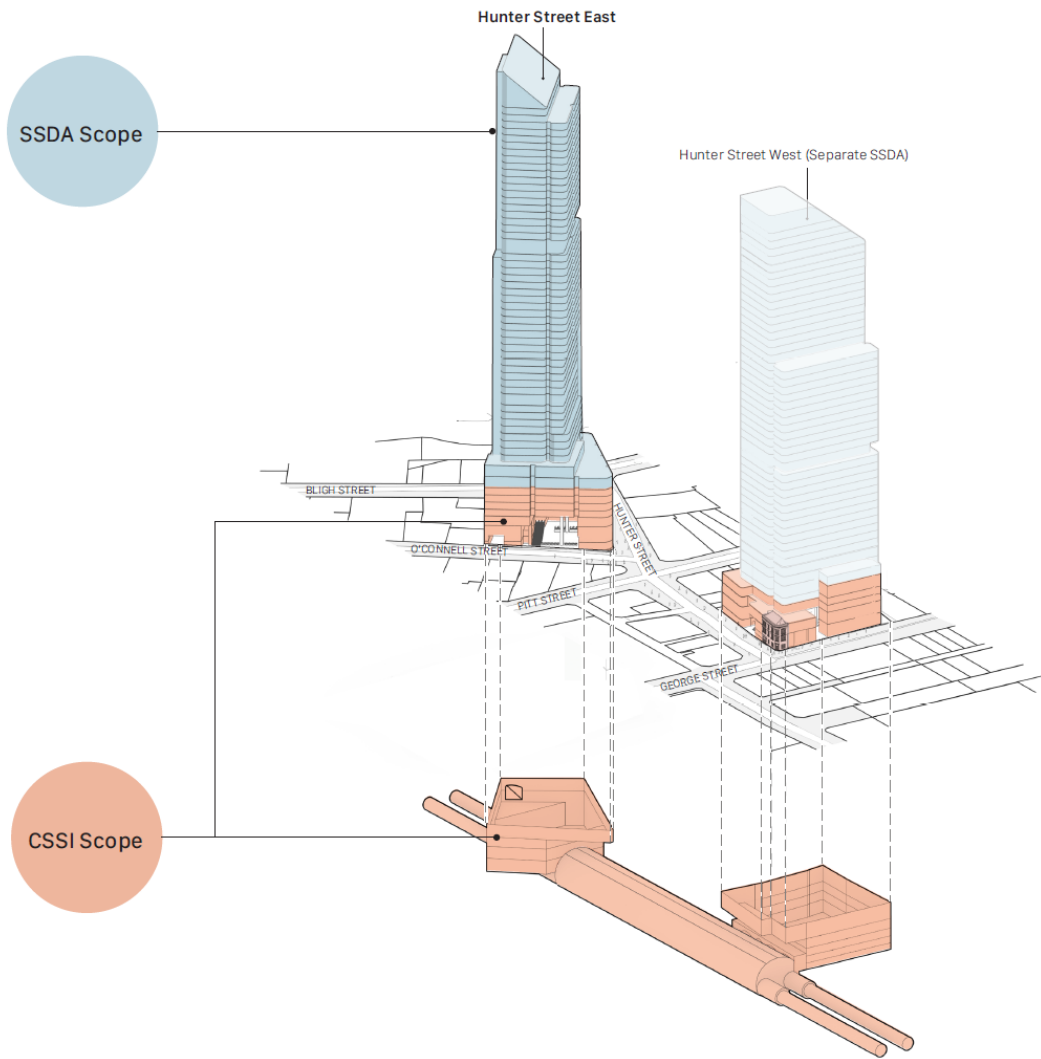 Hunter Street East
SSDA Scope
Hunter Street West (Separate SSDA)
BLIGH STREET
HUNTER STREET
O'CONNELL STREET
PITT STREET
GEORGE STREET
CSSI Scope